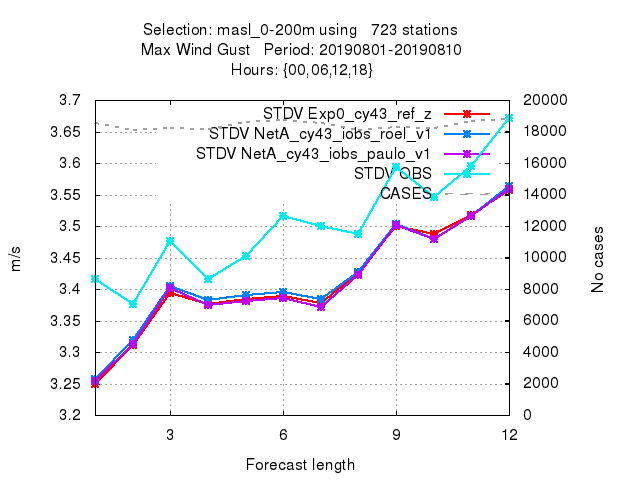 Selection: masl_0-200m using 723 stations
Max Wind Gust Period: 20190801-20190810
Hours: {00,06,12,18}
STDV Exp0_cy43_ref_z
STDV NetA_cy43_iobs_roel_v1
STDV NetA_cy43_iobs_paulo_v1
STDV OBS
CASES
3.7
3.65
3.6
3.55
3.5
3.45
3.4
3.35
3.3
3.25
3.2
20000
18000
16000
14000
12000
10000
8000
6000
4000
2000
0
m/s
No cases
3 6 9 12
Forecast length